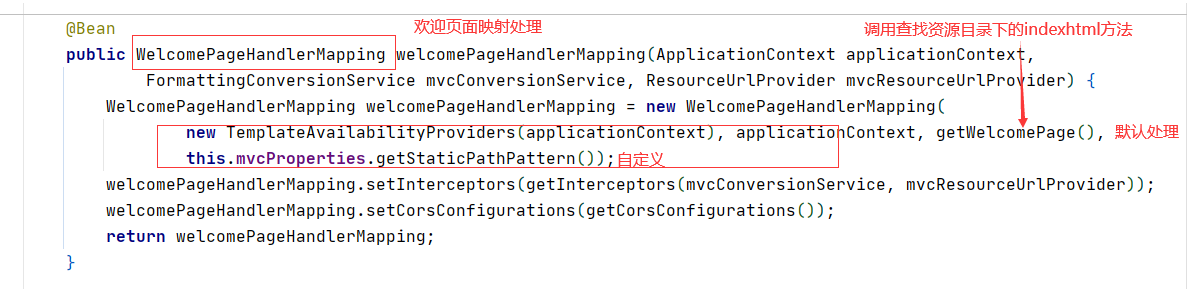 @Bean 欢迎页面映射处理 调用查找资源目录下的indexhtml方法
public WelcomePageHandlerMapping welcomePageHandlerMapping(ApplicationContext applicationContext,
FormattingConversionService mvcConversionService, ResourceUrlProvider mvcResourceUrlProvider) {
WelcomePageHandlerMapping welcomePageHandlerMapping = new WelcomePageHandlerMapping(
new TemplateAvailabilityProviders(applicationContext), applicationContext, getWelcomePage(), 默认处理
this.mvcProperties.getStaticPathPattern()); 自定义
welcomePageHandlerMapping.setInterceptors(getInterceptors(mvcConversionService, mvcResourceUrlProvider));
welcomePageHandlerMapping.setCorsConfigurations(getCorsConfigurations());
return welcomePageHandlerMapping;
}